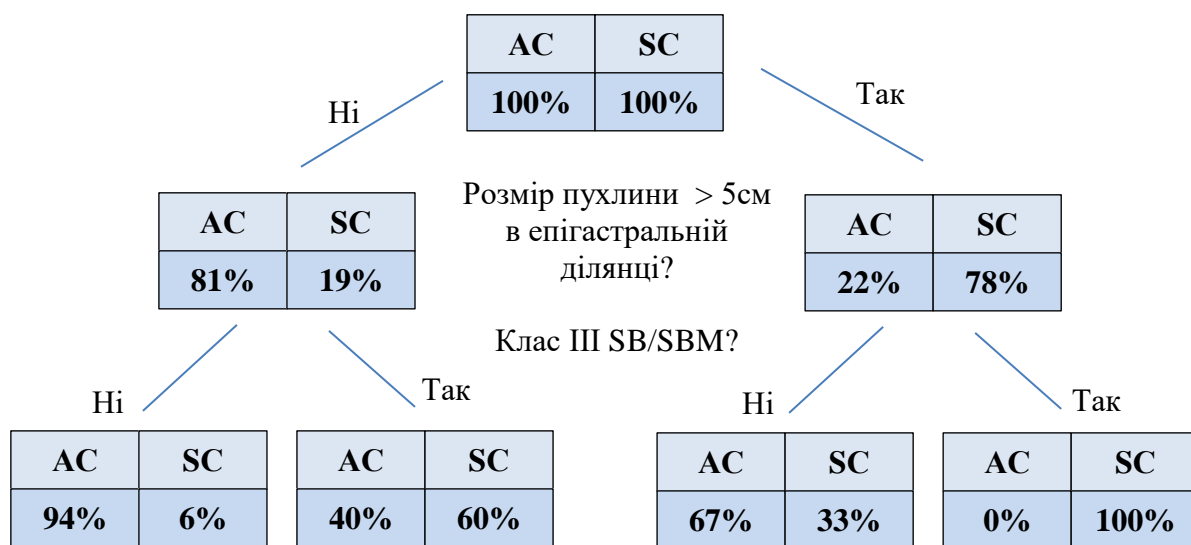 AC SC
100% 100%
Ні
Так
Розмір пухлини > 5см
в епігастральній
ділянці?
AC SC
81% 19%
AC SC
22% 78%
Клас III SB/SBM?
Ні
Так
Ні
Так
AC SC
94% 6%
AC SC
40% 60%
AC SC
67% 33%
AC SC
0% 100%